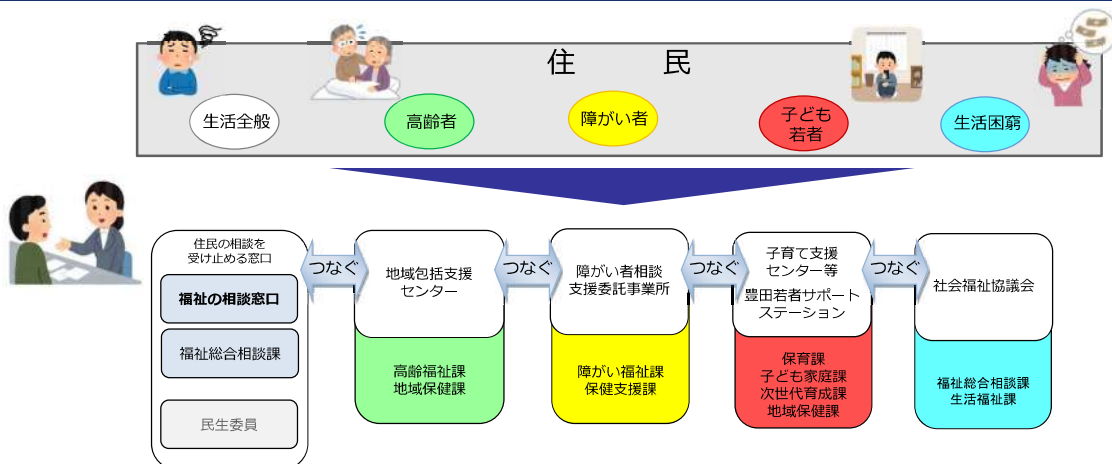 住　民
生活全般
高齢者
障がい者
子ども
若者
生活困窮
住民の相談を
受け止める窓口
福祉の相談窓口
福祉総合相談課
民生委員
つなぐ
地域包括支援
センター
高齢福祉課
地域保健課
つなぐ
障がい者相談
支援委託事業所
障がい福祉課
保健支援課
つなぐ
子育て支援
センター等
豊田若者サポート
ステーション
保育課
子ども家庭課
次世代育成課
地域保健課
つなぐ
社会福祉協議会
福祉総合相談課
生活福祉課